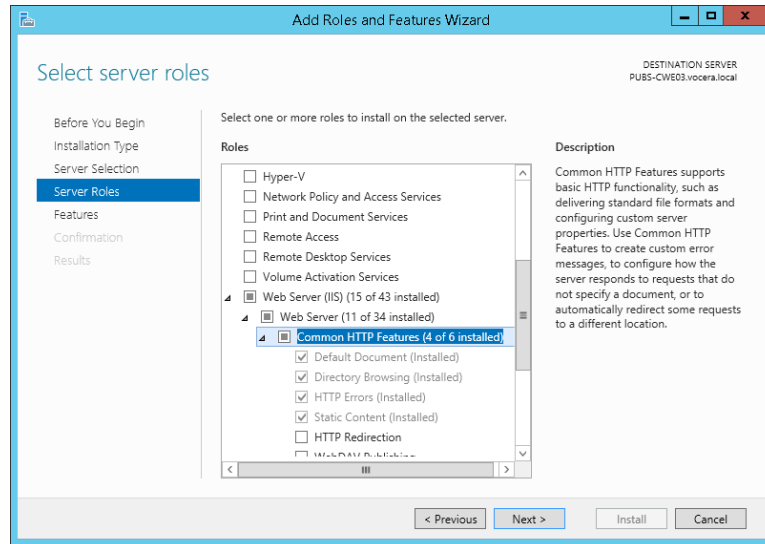 Add Roles and Features Wizard
Select server roles
DESTINATION SERVER
PUBS-CWE03.vocera.local
Before You Begin
Installation Type
Server Selection
Server Roles
Features
Confirmation
Results
Select one or more roles to install on the selected server.
Roles
Hyper-V
Network Policy and Access Services
Print and Document Services
Remote Access
Remote Desktop Services
Volume Activation Services
Web Server (IIS) (15 of 43 installed)
Web Server (11 of 34 installed)
Common HTTP Features (4 of 6 installed)
Default Document (Installed)
Directory Browsing (Installed)
HTTP Errors (Installed)
Static Content (Installed)
HTTP Redirection
WebDAV Publishing
Description
Common HTTP Features supports
basic HTTP functionality, such as
delivering standard file formats and
configuring custom server
properties. Use Common HTTP
Features to create custom error
messages, to configure how the
server responds to requests that do
not specify a document, or to
automatically redirect some requests
to a different location.
< Previous
Next >
Install
Cancel